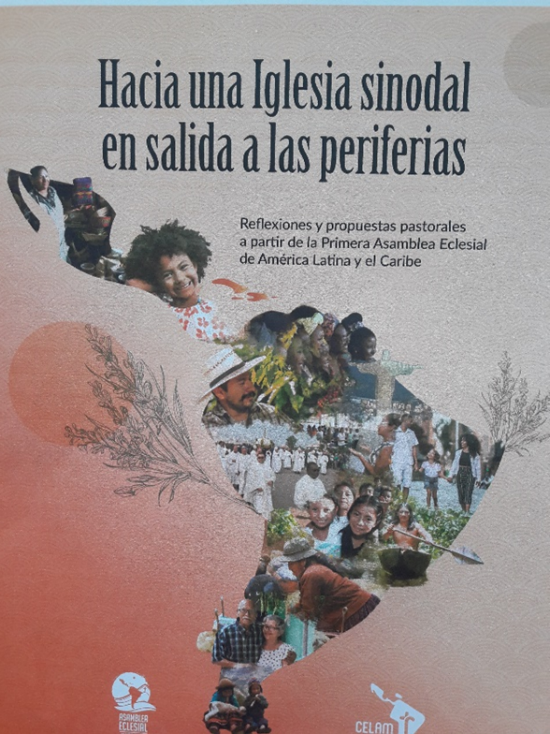 Hacia una Iglesia sinodal
en salida a las periferias
Reflexiones y propuestas pastorales
a partir de la Primera Asamblea Eclesial
de América Latina y el Caribe
ASAMBLEA
ECLESIAL
CELAM